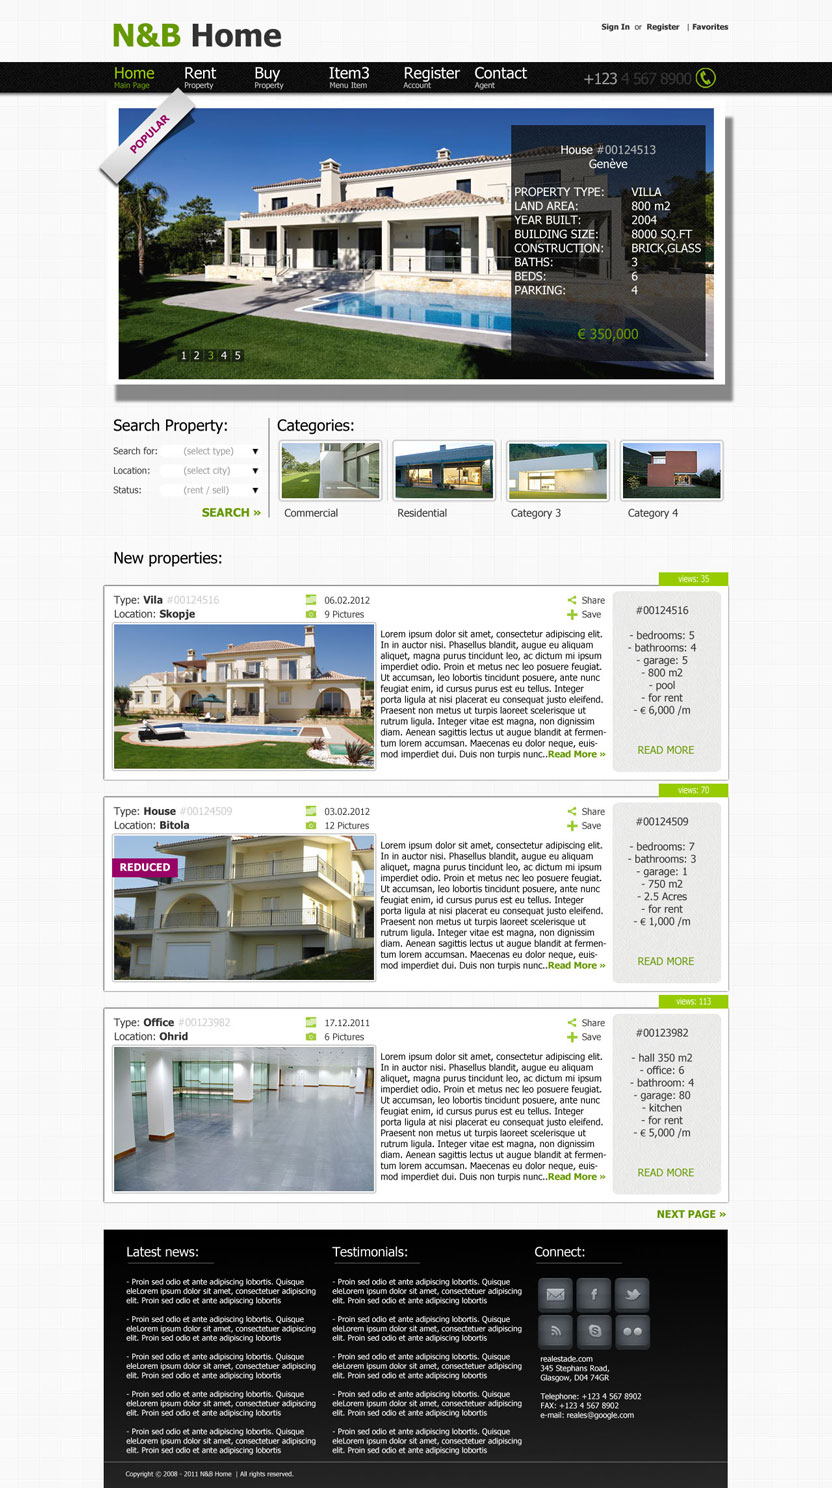 N&B Home
Sign In or Register | Favorites
Home Rent Buy Item3 Register Contact
Main Page Property Property Menu Item Account Agent
+123 4 567 8900
POPULAR
House #00124513
Genève
PROPERTY TYPE: VILLA
LAND AREA: 800 m2
YEAR BUILT: 2004
BUILDING SIZE: 8000 SQ.FT
CONSTRUCTION: BRICK,GLASS
BATHS: 3
BEDS: 6
PARKING: 4
€ 350,000
1 2 3 4 5
Search Property:
Search for: (select type)
Location: (select city)
Status: (rent / sell)
SEARCH »
Categories:
Commercial Residential Category 3 Category 4
New properties:
views: 35
Type: Vila #00124516
Location: Skopje
06.02.2012
9 Pictures
Share
Save
Lorem ipsum dolor sit amet, consectetur adipiscing elit.
In in auctor nisi. Phasellus blandit, augue eu aliquam
aliquet, magna purus tincidunt leo, ac dictum mi ipsum
imperdiet odio. Proin et metus nec leo posuere feugiat.
Ut accumsan, leo lobortis tincidunt posuere, ante nunc
feugiat enim, id cursus purus est eu tellus. Integer
porta ligula at nisi placerat eu consequat justo eleifend.
Praesent non metus ut turpis laoreet scelerisque ut
rutrum ligula. Integer vitae est magna, non dignissim
diam. Aenean sagittis lectus ut augue blandit at fermen-
tum lorem accumsan. Maecenas eu dolor neque, euis-
mod imperdiet dui. Duis non turpis nunc..Read More »
#00124516
- bedrooms: 5
- bathrooms: 4
- garage: 5
- 800 m2
- pool
- for rent
- € 6,000 /m
READ MORE
views: 70
Type: House #00124509
Location: Bitola
03.02.2012
12 Pictures
Share
Save
REDUCED
Lorem ipsum dolor sit amet, consectetur adipiscing elit.
In in auctor nisi. Phasellus blandit, augue eu aliquam
aliquet, magna purus tincidunt leo, ac dictum mi ipsum
imperdiet odio. Proin et metus nec leo posuere feugiat.
Ut accumsan, leo lobortis tincidunt posuere, ante nunc
feugiat enim, id cursus purus est eu tellus. Integer
porta ligula at nisi placerat eu consequat justo eleifend.
Praesent non metus ut turpis laoreet scelerisque ut
rutrum ligula. Integer vitae est magna, non dignissim
diam. Aenean sagittis lectus ut augue blandit at fermen-
tum lorem accumsan. Maecenas eu dolor neque, euis-
mod imperdiet dui. Duis non turpis nunc..Read More »
#00124509
- bedrooms: 7
- bathrooms: 3
- garage: 1
- 750 m2
- 2.5 Acres
- for rent
- € 1,000 /m
READ MORE
views: 113
Type: Office #00123982
Location: Ohrid
17.12.2011
6 Pictures
Share
Save
Lorem ipsum dolor sit amet, consectetur adipiscing elit.
In in auctor nisi. Phasellus blandit, augue eu aliquam
aliquet, magna purus tincidunt leo, ac dictum mi ipsum
imperdiet odio. Proin et metus nec leo posuere feugiat.
Ut accumsan, leo lobortis tincidunt posuere, ante nunc
feugiat enim, id cursus purus est eu tellus. Integer
porta ligula at nisi placerat eu consequat justo eleifend.
Praesent non metus ut turpis laoreet scelerisque ut
rutrum ligula. Integer vitae est magna, non dignissim
diam. Aenean sagittis lectus ut augue blandit at fermen-
tum lorem accumsan. Maecenas eu dolor neque, euis-
mod imperdiet dui. Duis non turpis nunc..Read More »
#00123982
- hall 350 m2
- office: 6
- bathroom: 4
- garage: 80
- kitchen
- for rent
- € 5,000 /m
READ MORE
NEXT PAGE »
Latest news:
- Proin sed odio et ante adipiscing lobortis. Quisque
eleLorem ipsum dolor sit amet, consectetuer adipiscing
elit. Proin sed odio et ante adipiscing lobortis
- Proin sed odio et ante adipiscing lobortis. Quisque
eleLorem ipsum dolor sit amet, consectetuer adipiscing
elit. Proin sed odio et ante adipiscing lobortis
- Proin sed odio et ante adipiscing lobortis. Quisque
eleLorem ipsum dolor sit amet, consectetuer adipiscing
elit. Proin sed odio et ante adipiscing lobortis
- Proin sed odio et ante adipiscing lobortis. Quisque
eleLorem ipsum dolor sit amet, consectetuer adipiscing
elit. Proin sed odio et ante adipiscing lobortis
- Proin sed odio et ante adipiscing lobortis. Quisque
eleLorem ipsum dolor sit amet, consectetuer adipiscing
elit. Proin sed odio et ante adipiscing lobortis
Testimonials:
- Proin sed odio et ante adipiscing lobortis. Quisque
eleLorem ipsum dolor sit amet, consectetuer adipiscing
elit. Proin sed odio et ante adipiscing lobortis
- Proin sed odio et ante adipiscing lobortis. Quisque
eleLorem ipsum dolor sit amet, consectetuer adipiscing
elit. Proin sed odio et ante adipiscing lobortis
- Proin sed odio et ante adipiscing lobortis. Quisque
eleLorem ipsum dolor sit amet, consectetuer adipiscing
elit. Proin sed odio et ante adipiscing lobortis
- Proin sed odio et ante adipiscing lobortis. Quisque
eleLorem ipsum dolor sit amet, consectetuer adipiscing
elit. Proin sed odio et ante adipiscing lobortis
- Proin sed odio et ante adipiscing lobortis. Quisque
eleLorem ipsum dolor sit amet, consectetuer adipiscing
elit. Proin sed odio et ante adipiscing lobortis
Connect:
realestade.com
345 Stephans Road,
Glasgow, D04 74GR
Telephone: +123 4 567 8902
FAX: +123 4 567 8902
e-mail: reales@google.com
Copyright © 2008 - 2011 N&B Home | All rights reserved.